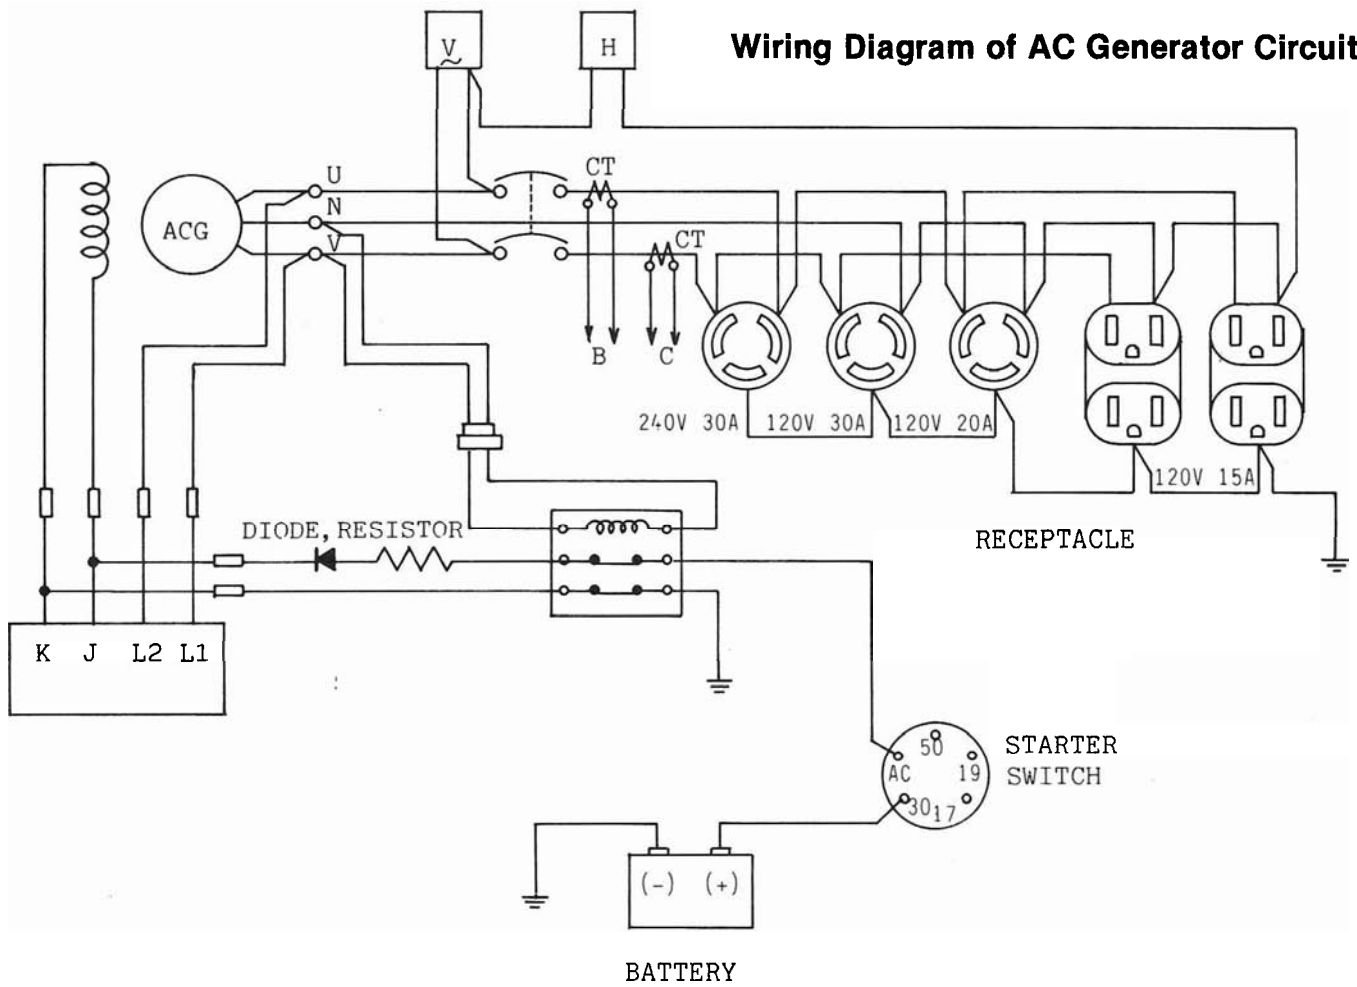 Wiring Diagram of AC Generator Circuit
V
~
H
U
N
V
ACG
CT
CT
B
C
240V 30A
120V 30A
120V 20A
120V 15A
RECEPTACLE
DIODE, RESISTOR
K J L2 L1
50
AC
19
30
17
STARTER
SWITCH
(-) (+)
BATTERY